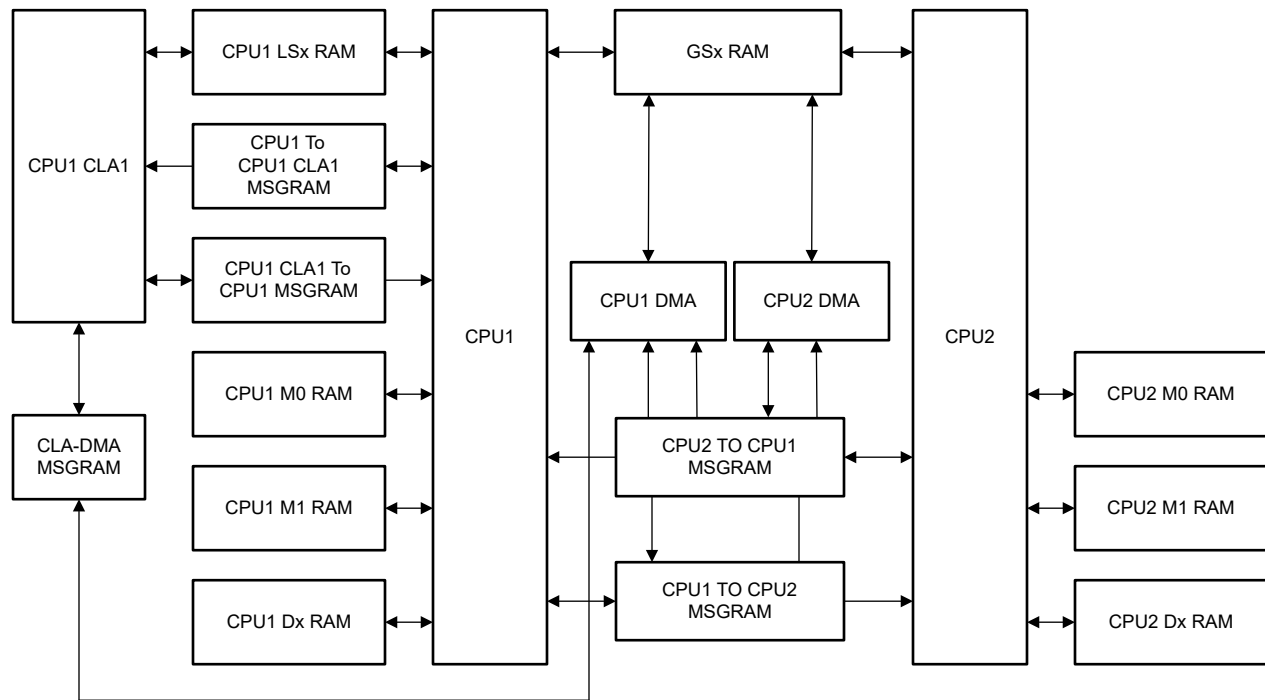 CPU1 CLA1
CPU1 LSx RAM
CPU1 To
CPU1 CLA1
MSGRAM
CPU1 CLA1 To
CPU1 MSGRAM
CPU1 M0 RAM
CPU1 M1 RAM
CPU1 Dx RAM
CLA-DMA
MSGRAM
CPU1
GSx RAM
CPU1 DMA
CPU2 DMA
CPU2 TO CPU1
MSGRAM
CPU1 TO CPU2
MSGRAM
CPU2
CPU2 M0 RAM
CPU2 M1 RAM
CPU2 Dx RAM